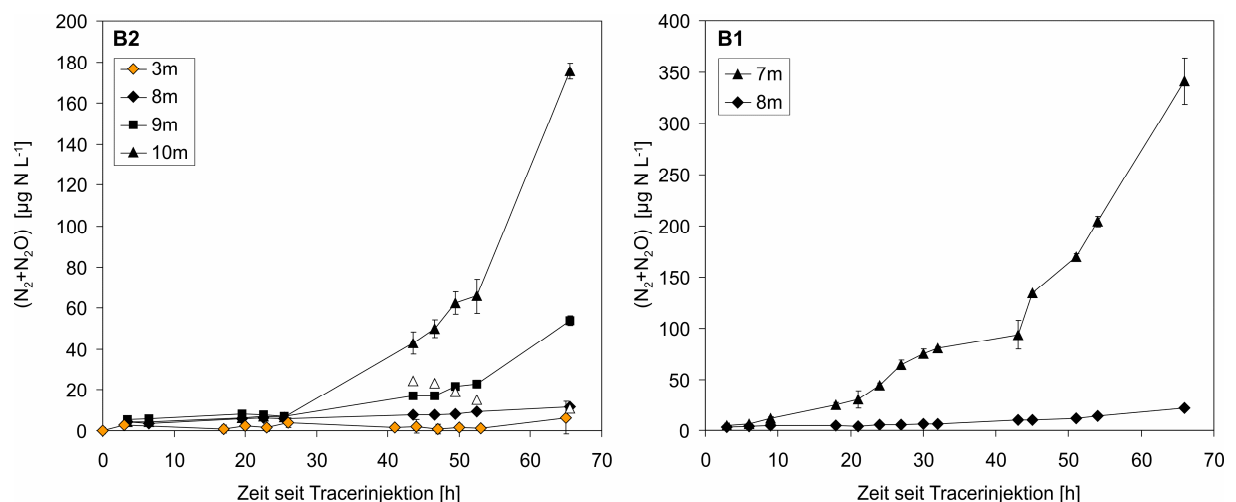 B2
3m
8m
9m
10m
200
180
160
140
120
100
80
60
40
20
0
(N₂+N₂O) [µg N L⁻¹]
0 10 20 30 40 50 60 70
Zeit seit Tracerinjektion [h]
B1
7m
8m
400
350
300
250
200
150
100
50
0
(N₂+N₂O) [µg N L⁻¹]
0 10 20 30 40 50 60 70
Zeit seit Tracerinjektion [h]